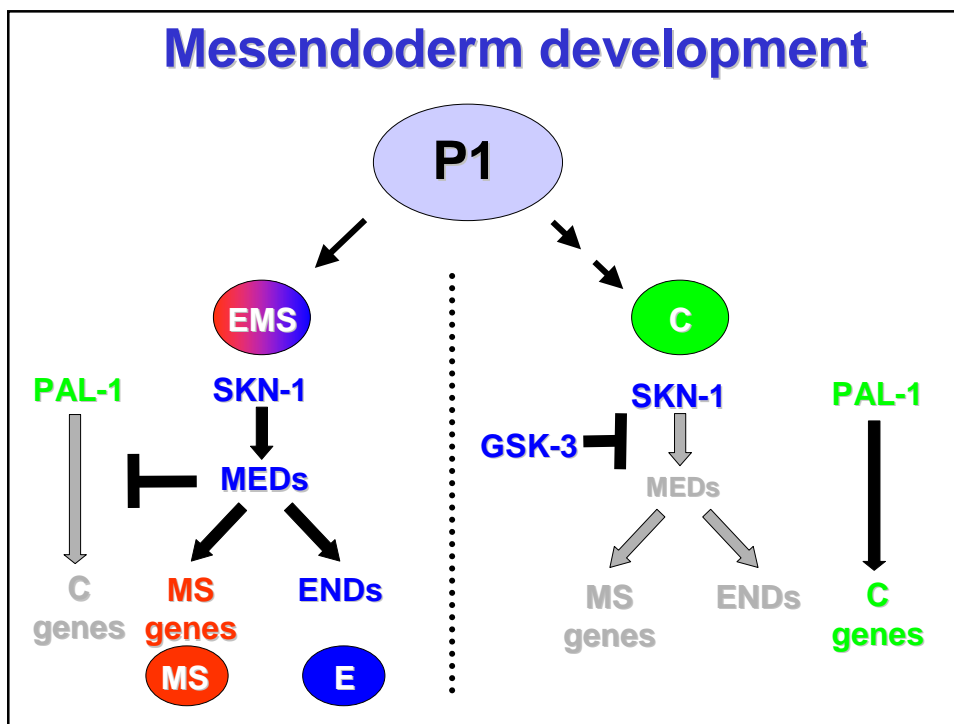 Mesendoderm development
P1
EMS
C
PAL-1
SKN-1
MEDs
C
genes
MS
genes
ENDs
MS
E
SKN-1
PAL-1
GSK-3
MEDs
MS
genes
ENDs
C
genes